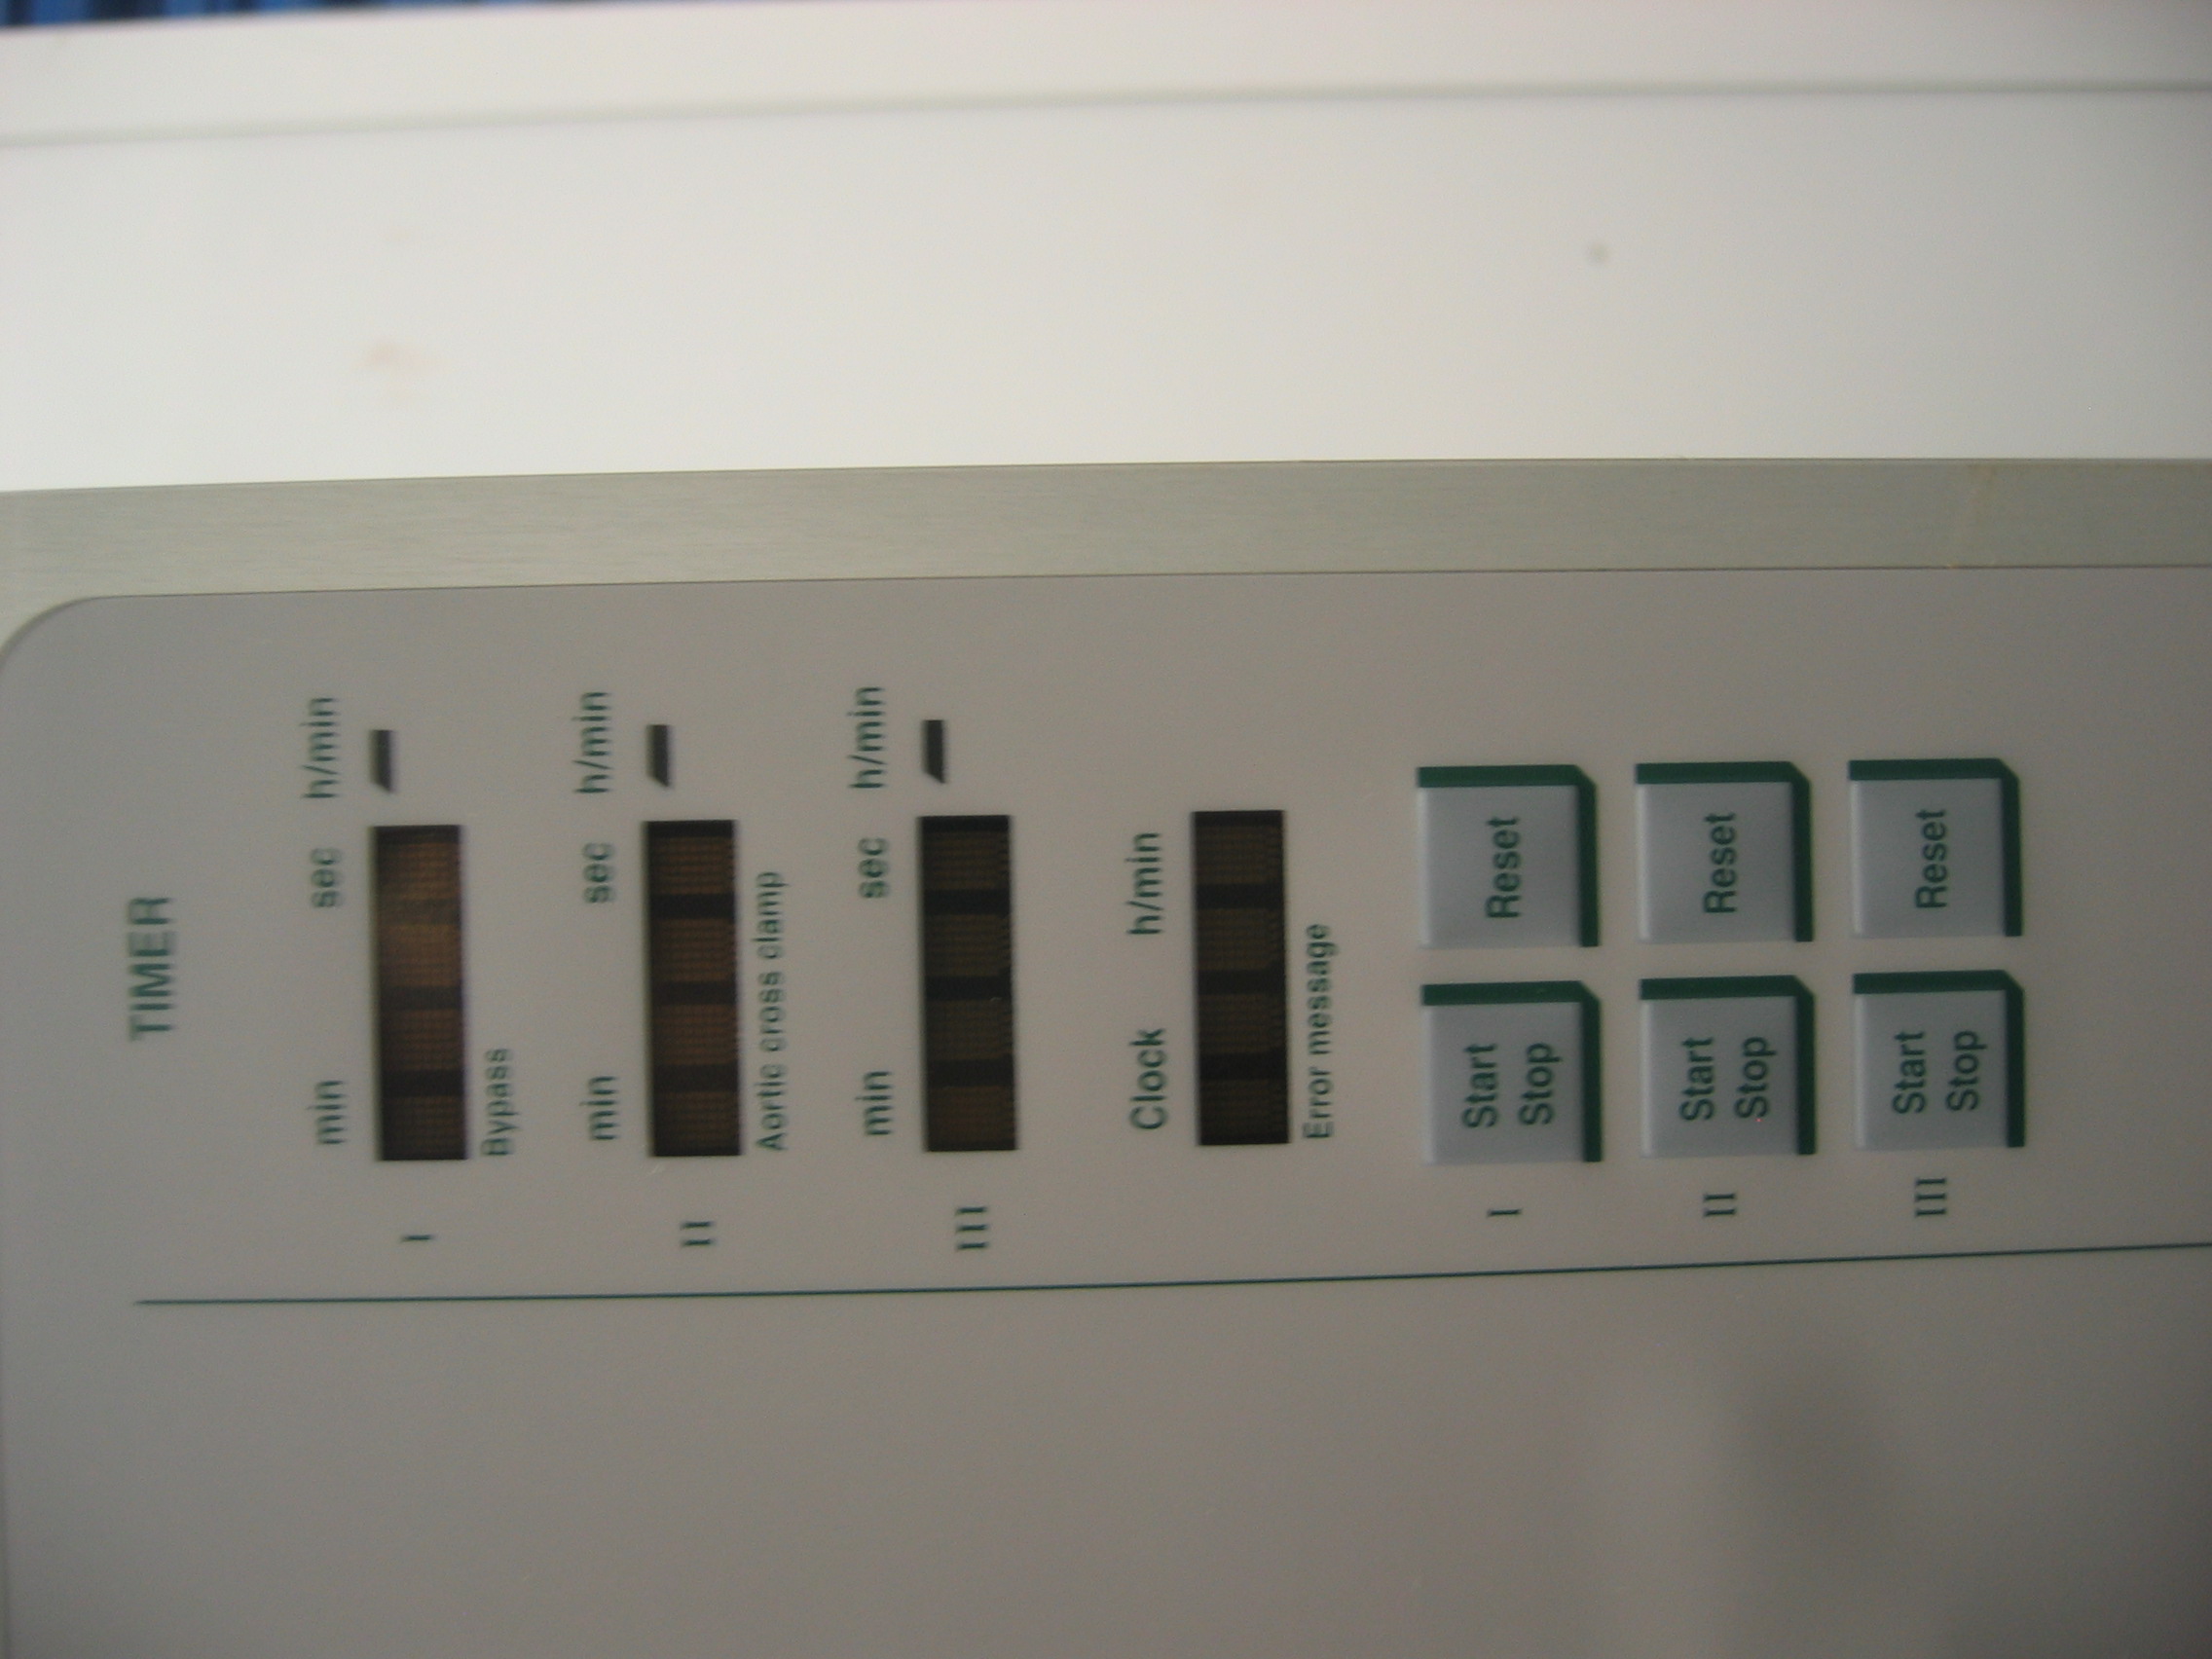 TIMER
min sec h/min
I
Bypass
min sec h/min
II
Aortic cross clamp
min sec h/min
III
Clock h/min
Error message
I Start Stop Reset
II Start Stop Reset
III Start Stop Reset